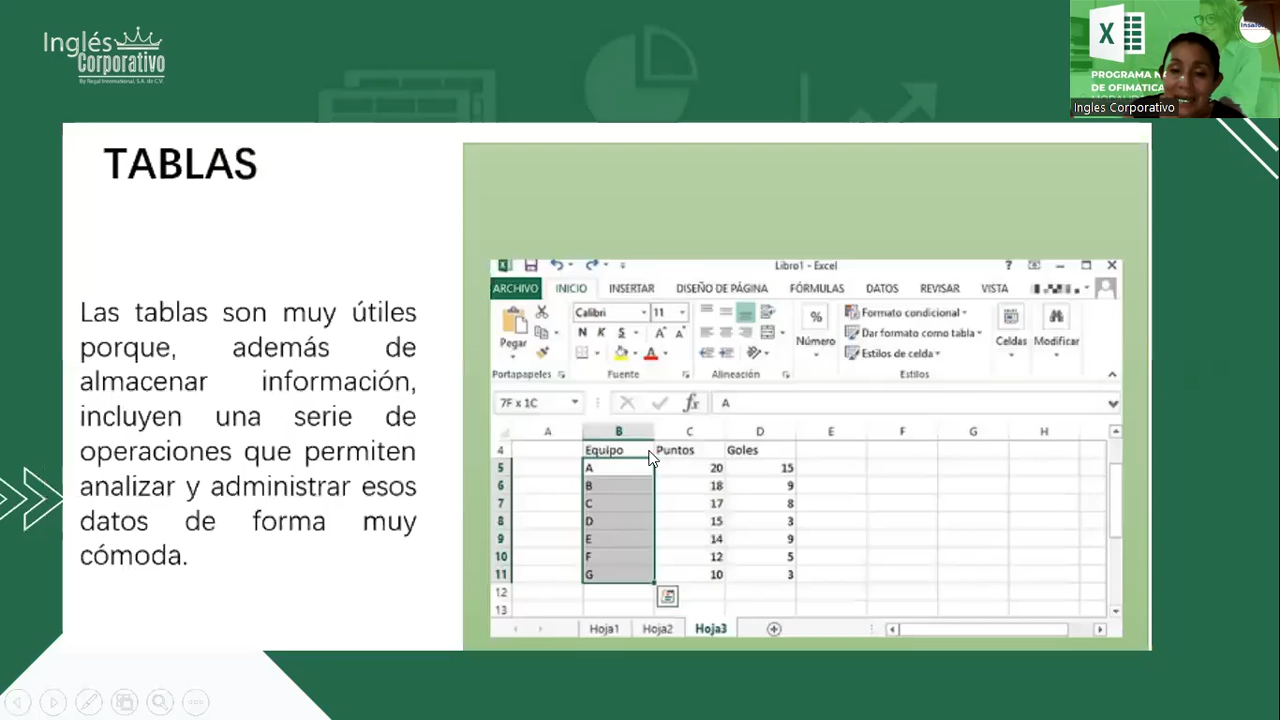 Inglés
Corporativo
By Regal International, S.A. de C.V.
PROGRAMA
DE OFIMÁTICA
Ingles Corporativo
TABLAS
Las tablas son muy útiles
porque, además de
almacenar información,
incluyen una serie de
operaciones que permiten
analizar y administrar esos
datos de forma muy
cómoda.
Libro1 - Excel
ARCHIVO INICIO INSERTAR DISEÑO DE PÁGINA FÓRMULAS DATOS REVISAR VISTA
Calibri 11
Formato condicional
Dar formato como tabla
Estilos de celda
Pegar
N K S
Número
Celdas Modificar
Portapapeles Fuente Alineación Estilos
7F x 1C fx A
A B C D E F G H
4 Equipo Puntos Goles
5 A 20 15
6 B 18 9
7 C 17 8
8 D 15 3
9 E 14 9
10 F 12 5
11 G 10 3
12
13
Hoja1 Hoja2 Hoja3